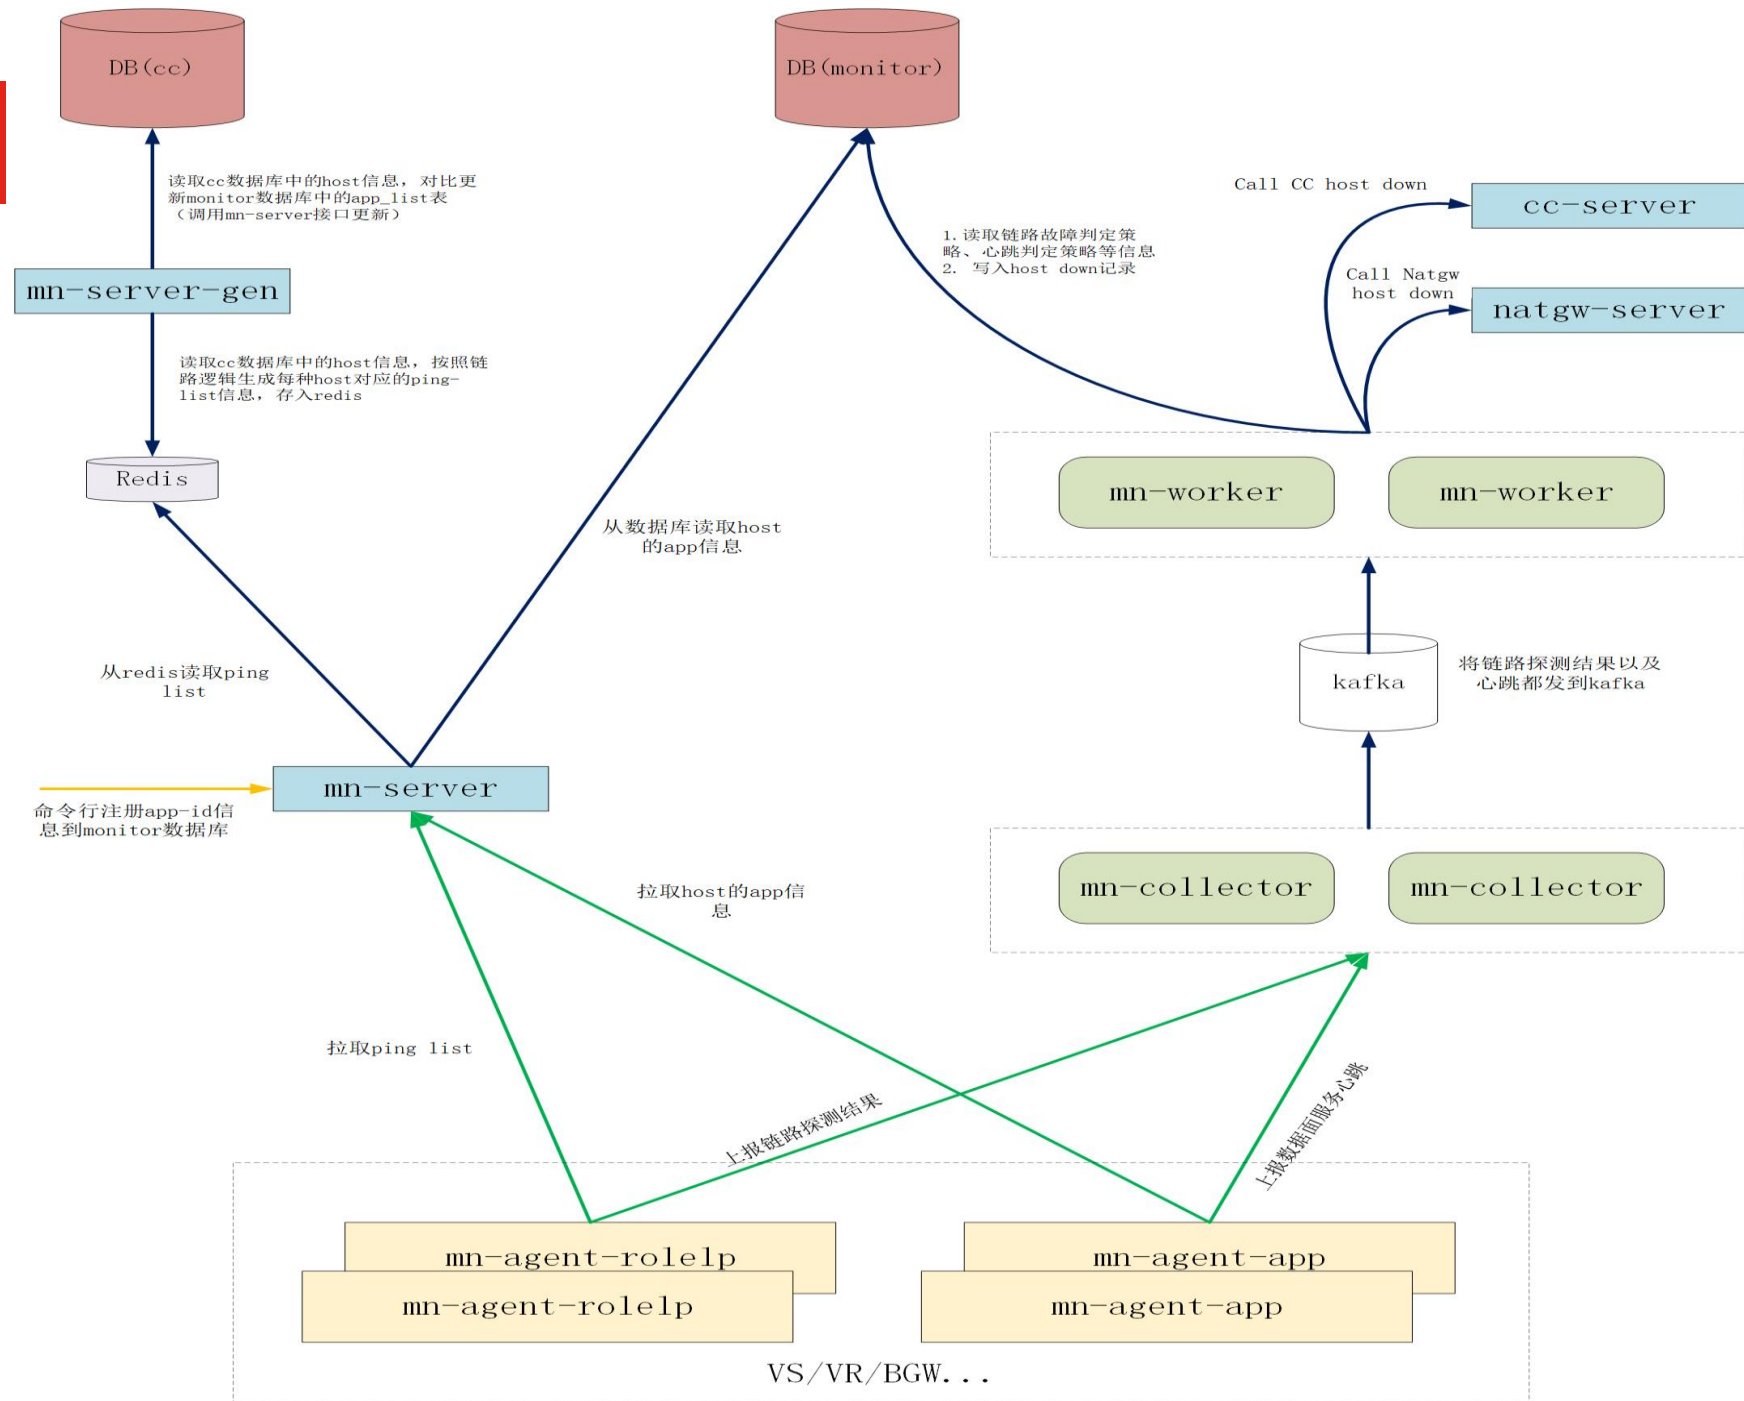 DB(cc)
DB(monitor)
读取cc数据库中的host信息，对比更
新monitor数据库中的app_list表
（调用mn-server接口更新）
Call CC host down
cc-server
1. 读取链路故障判定策
略、心跳判定策略等信息
2. 写入host down记录
Call Natgw
host down
natgw-server
mn-server-gen
读取cc数据库中的host信息，按照链
路逻辑生成每种host对应的ping-
list信息，存入redis
Redis
mn-worker
mn-worker
从数据库读取host
的app信息
从redis读取ping
list
kafka
将链路探测结果以及
心跳都发到kafka
mn-server
命令行注册app-id信
息到monitor数据库
拉取host的app信
息
mn-collector
mn-collector
拉取ping list
上报链路探测结果
上报数据面服务心跳
mn-agent-rolelp
mn-agent-app
mn-agent-rolelp
mn-agent-app
VS/VR/BGW...